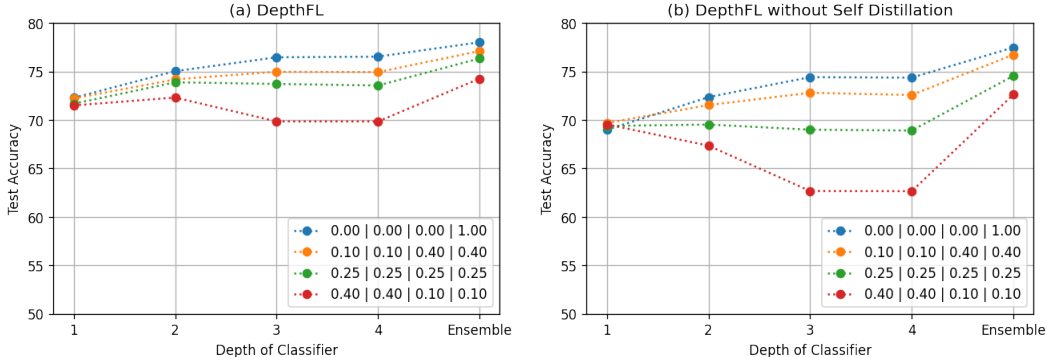 (a) DepthFL
80
75
70
65
60
55
50
Test Accuracy
0.00 | 0.00 | 0.00 | 1.00
0.10 | 0.10 | 0.40 | 0.40
0.25 | 0.25 | 0.25 | 0.25
0.40 | 0.40 | 0.10 | 0.10
1 2 3 4 Ensemble
Depth of Classifier
(b) DepthFL without Self Distillation
80
75
70
65
60
55
50
Test Accuracy
0.00 | 0.00 | 0.00 | 1.00
0.10 | 0.10 | 0.40 | 0.40
0.25 | 0.25 | 0.25 | 0.25
0.40 | 0.40 | 0.10 | 0.10
1 2 3 4 Ensemble
Depth of Classifier